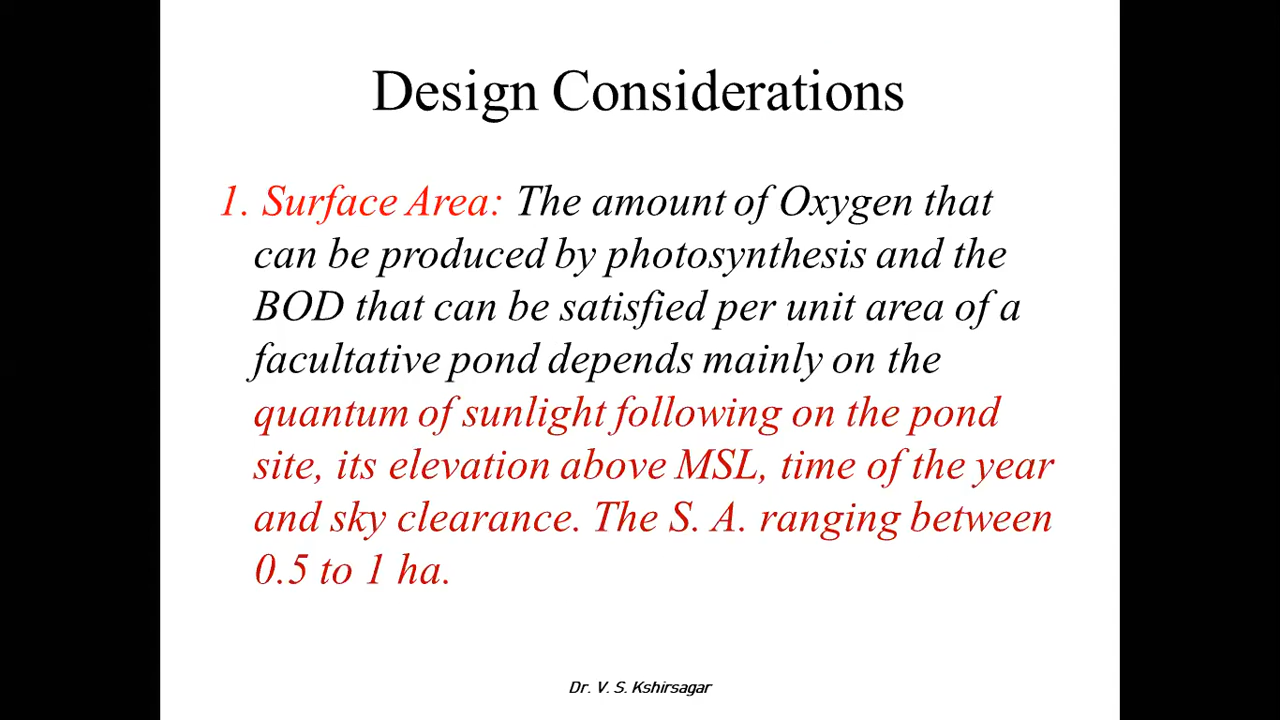 Design Considerations
1. Surface Area: The amount of Oxygen that
can be produced by photosynthesis and the
BOD that can be satisfied per unit area of a
facultative pond depends mainly on the
quantum of sunlight following on the pond
site, its elevation above MSL, time of the year
and sky clearance. The S. A. ranging between
0.5 to 1 ha.
Dr. V. S. Kshirsagar